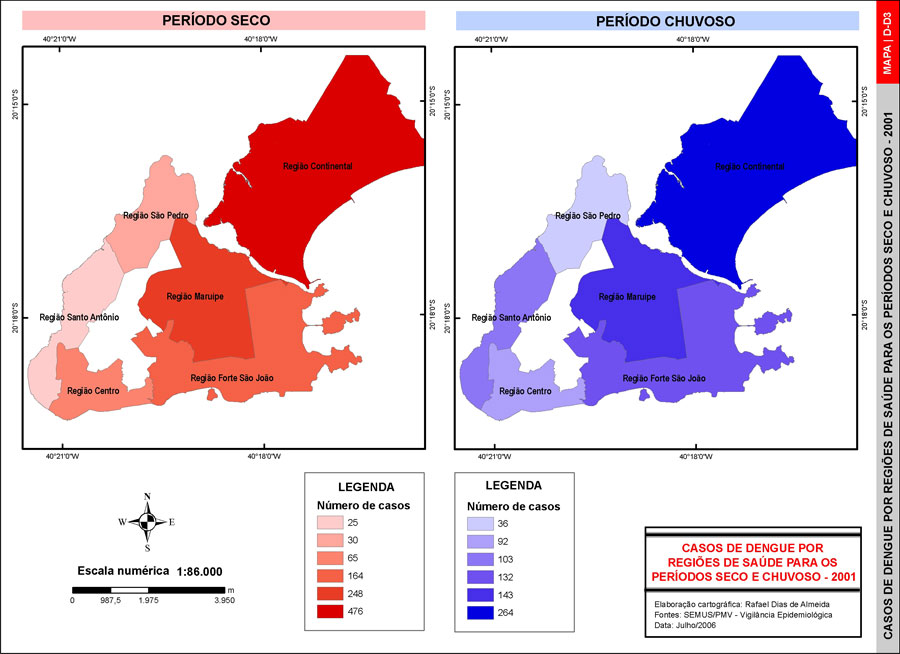 PERÍODO SECO
40°21'0"W
40°18'0"W
20°15'0"S
20°15'0"S
Região Continental
Região São Pedro
Região Maruipe
Região Santo Antônio
Região Forte São João
Região Centro
20°18'0"S
20°18'0"S
40°21'0"W
40°18'0"W
PERÍODO CHUVOSO
40°21'0"W
40°18'0"W
20°15'0"S
20°15'0"S
Região Continental
Região São Pedro
Região Maruipe
Região Santo Antônio
Região Forte São João
Região Centro
20°18'0"S
20°18'0"S
40°21'0"W
40°18'0"W
N
W
E
S
Escala numérica 1:86.000
0 987,5 1.975 3.950 m
LEGENDA
Número de casos
25
30
65
164
248
476
LEGENDA
Número de casos
36
92
103
132
143
264
CASOS DE DENGUE POR
REGIÕES DE SAÚDE PARA OS
PERÍODOS SECO E CHUVOSO - 2001
Elaboração cartográfica: Rafael Dias de Almeida
Fontes: SEMUS/PMV - Vigilância Epidemiológica
Data: Julho/2006
MAPA | D-D3
CASOS DE DENGUE POR REGIÕES DE SAÚDE PARA OS PERÍODOS SECO E CHUVOSO - 2001